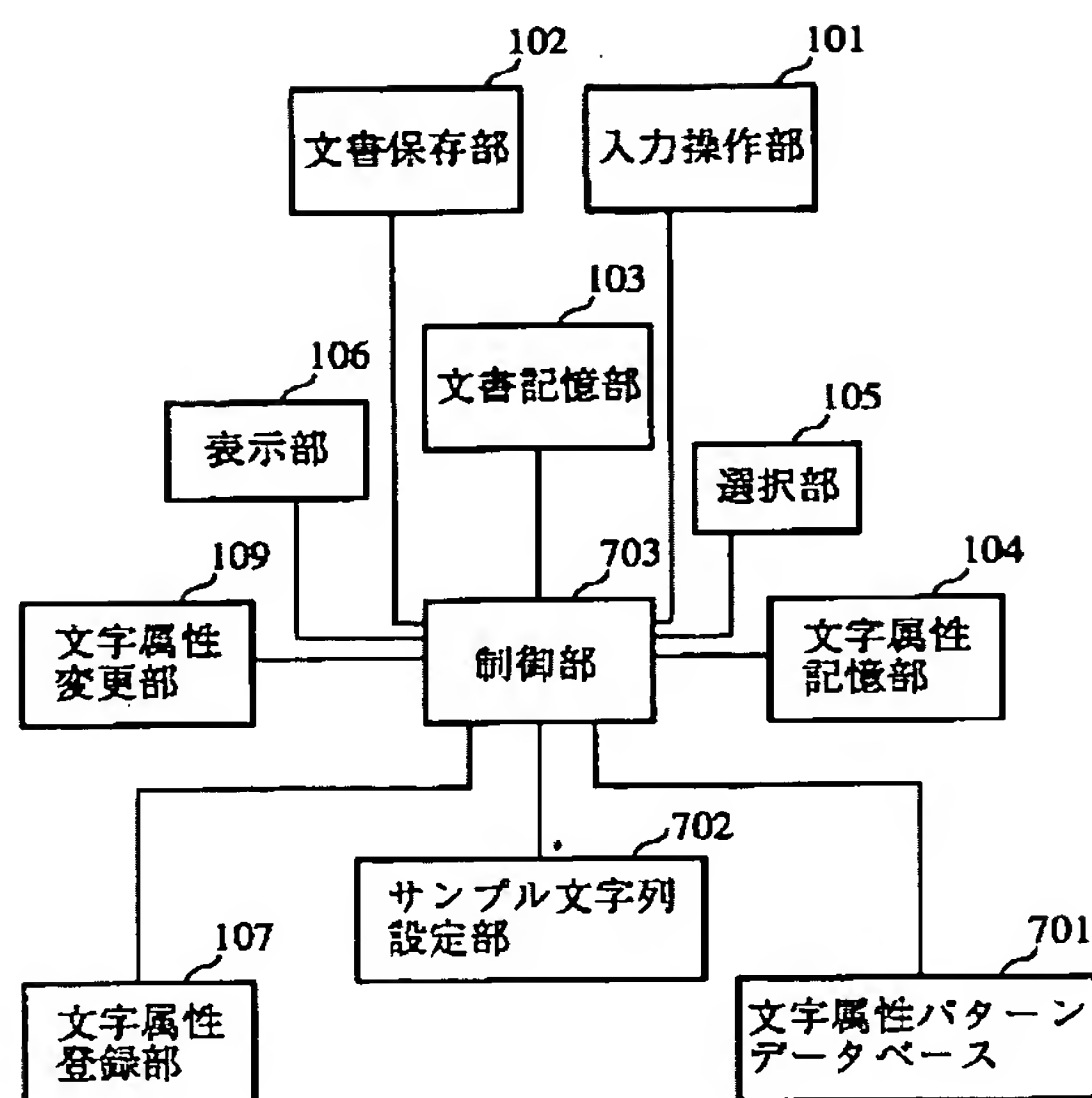 102
101
文書保存部
入力操作部
103
文書記憶部
106
表示部
105
選択部
109
文字属性
変更部
703
制御部
104
文字属性
記憶部
702
サンプル文字列
設定部
107
文字属性
登録部
701
文字属性パターン
データベース